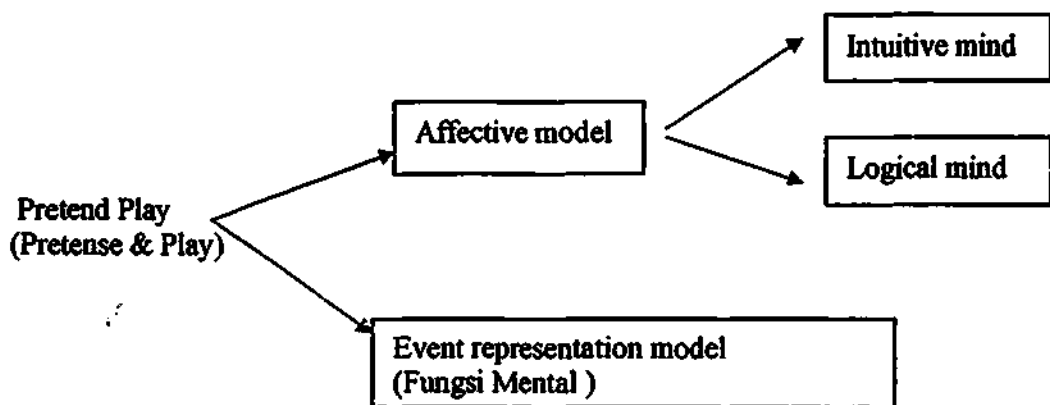 Intuitive mind
Affective model
Logical mind
Pretend Play
(Pretense & Play)
Event representation model
(Fungsi Mental )